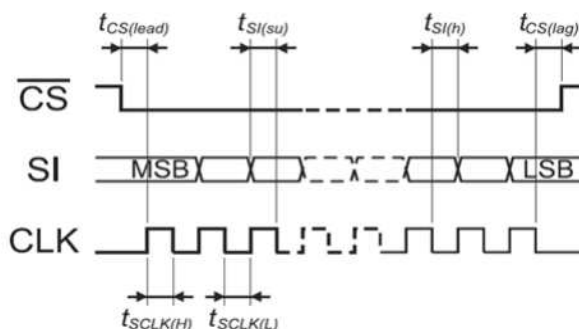 tCS(lead) tSI(su) tSI(h) tCS(lag)
CS
SI MSB LSB
CLK
tSCLK(H) tSCLK(L)